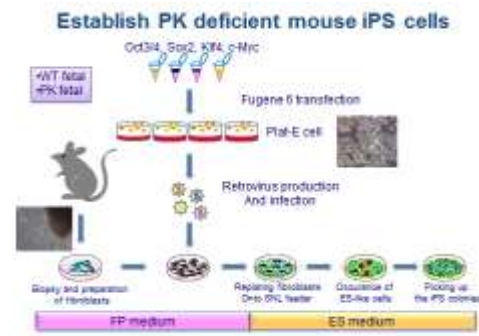 Establish PK deficient mouse iPS cells
Oct3/4, Sox2, Klf4, c-Myc
•WT fetal
•PK fetal
Fugene 6 transfection
Plat-E cell
Retrovirus production
And infection
Biopsy and preparation
of fibroblasts
Replating fibroblasts
Onto SNL feeder
Occurrence of
ES-like cells
Picking up
the iPS colonies
FP medium
ES medium